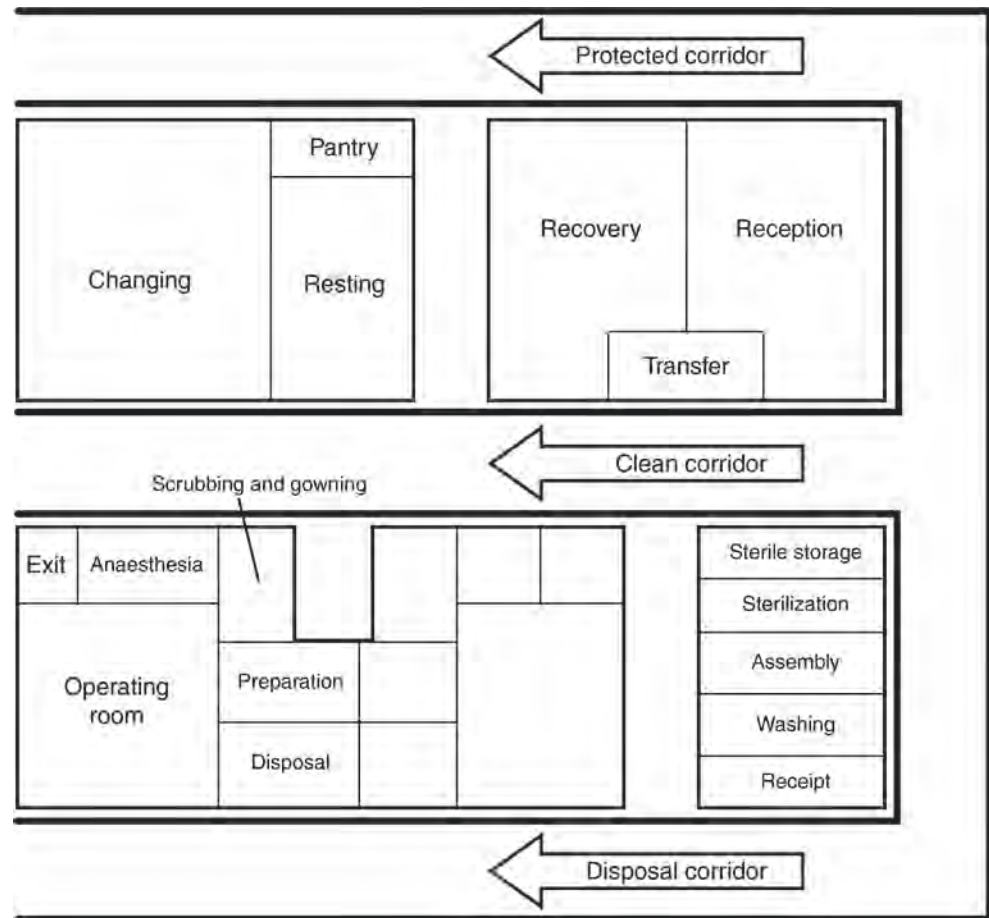 Protected corridor
Pantry
Changing
Resting
Recovery
Reception
Transfer
Clean corridor
Scrubbing and gowning
Exit
Anaesthesia
Sterile storage
Sterilization
Assembly
Washing
Receipt
Operating
room
Preparation
Disposal
Disposal corridor